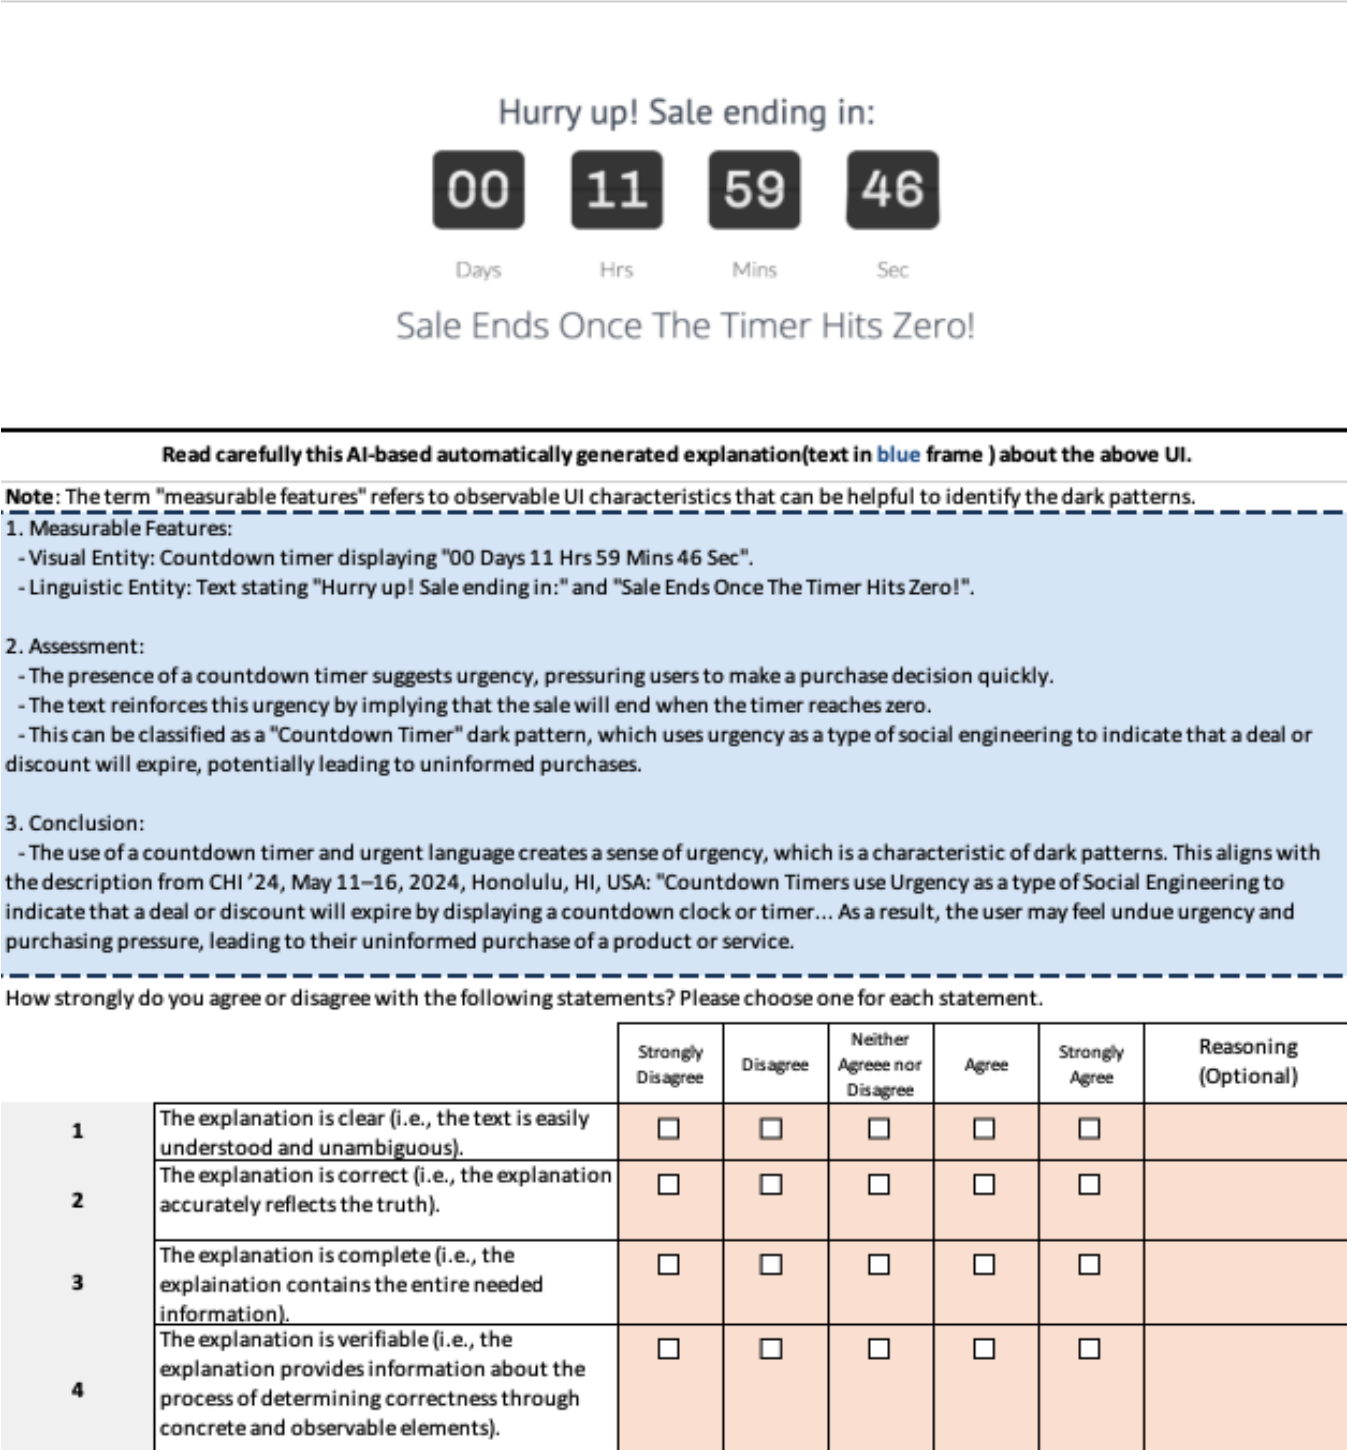 Hurry up! Sale ending in:
00 11 59 46
Days Hrs Mins Sec
Sale Ends Once The Timer Hits Zero!
Read carefully this AI-based automatically generated explanation(text in blue frame ) about the above UI.
Note: The term "measurable features" refers to observable UI characteristics that can be helpful to identify the dark patterns.
1. Measurable Features:
- Visual Entity: Countdown timer displaying "00 Days 11 Hrs 59 Mins 46 Sec".
- Linguistic Entity: Text stating "Hurry up! Sale ending in:" and "Sale Ends Once The Timer Hits Zero!".
2. Assessment:
- The presence of a countdown timer suggests urgency, pressuring users to make a purchase decision quickly.
- The text reinforces this urgency by implying that the sale will end when the timer reaches zero.
- This can be classified as a "Countdown Timer" dark pattern, which uses urgency as a type of social engineering to indicate that a deal or
discount will expire, potentially leading to uninformed purchases.
3. Conclusion:
- The use of a countdown timer and urgent language creates a sense of urgency, which is a characteristic of dark patterns. This aligns with
the description from CHI '24, May 11–16, 2024, Honolulu, HI, USA: "Countdown Timers use Urgency as a type of Social Engineering to
indicate that a deal or discount will expire by displaying a countdown clock or timer... As a result, the user may feel undue urgency and
purchasing pressure, leading to their uninformed purchase of a product or service.
How strongly do you agree or disagree with the following statements? Please choose one for each statement.
Strongly
Disagree
Disagree
Neither
Agreee nor
Disagree
Agree
Strongly
Agree
Reasoning
(Optional)
1
The explanation is clear (i.e., the text is easily
understood and unambiguous).
2
The explanation is correct (i.e., the explanation
accurately reflects the truth).
3
The explanation is complete (i.e., the
explaination contains the entire needed
information).
4
The explanation is verifiable (i.e., the
explanation provides information about the
process of determining correctness through
concrete and observable elements).